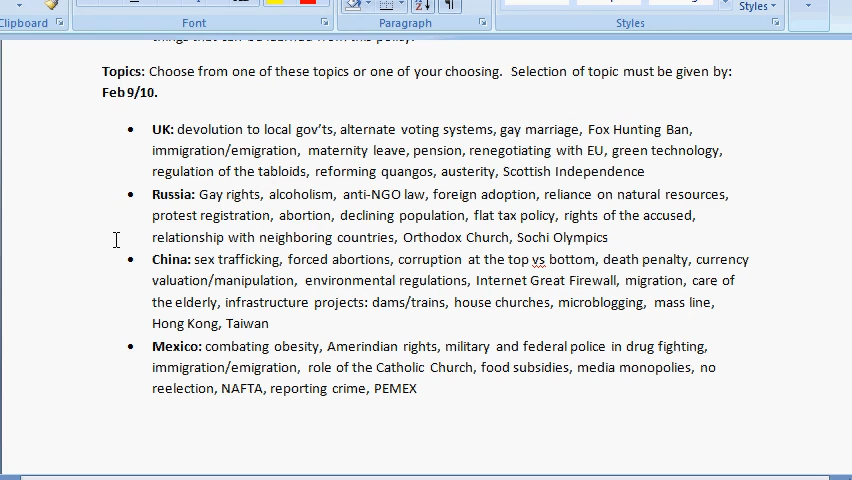 Clipboard
Font
Paragraph
Styles
Styles
things that can be learned from this policy.
Topics: Choose from one of these topics or one of your choosing. Selection of topic must be given by:
Feb 9/10.
• UK: devolution to local gov’ts, alternate voting systems, gay marriage, Fox Hunting Ban,
immigration/emigration, maternity leave, pension, renegotiating with EU, green technology,
regulation of the tabloids, reforming quangos, austerity, Scottish Independence
• Russia: Gay rights, alcoholism, anti-NGO law, foreign adoption, reliance on natural resources,
protest registration, abortion, declining population, flat tax policy, rights of the accused,
relationship with neighboring countries, Orthodox Church, Sochi Olympics
• China: sex trafficking, forced abortions, corruption at the top vs bottom, death penalty, currency
valuation/manipulation, environmental regulations, Internet Great Firewall, migration, care of
the elderly, infrastructure projects: dams/trains, house churches, microblogging, mass line,
Hong Kong, Taiwan
• Mexico: combating obesity, Amerindian rights, military and federal police in drug fighting,
immigration/emigration, role of the Catholic Church, food subsidies, media monopolies, no
reelection, NAFTA, reporting crime, PEMEX